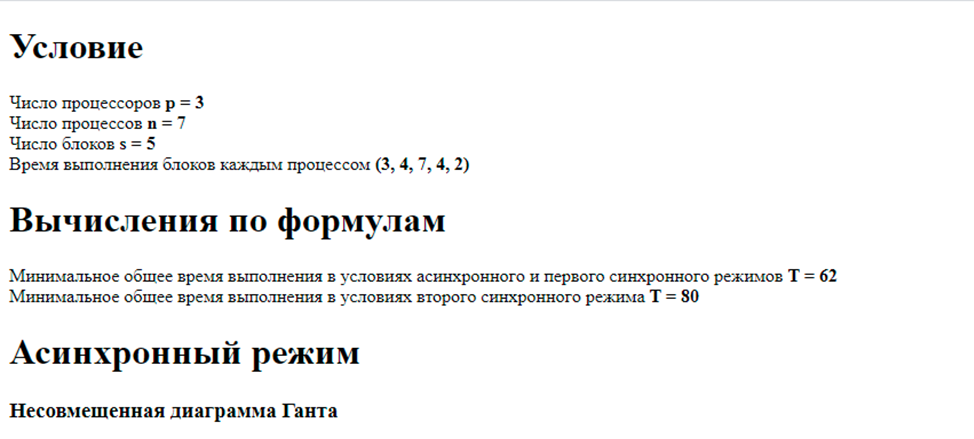 Условие
Число процессоров p = 3
Число процессов n = 7
Число блоков s = 5
Время выполнения блоков каждым процессом (3, 4, 7, 4, 2)
Вычисления по формулам
Минимальное общее время выполнения в условиях асинхронного и первого синхронного режимов T = 62
Минимальное общее время выполнения в условиях второго синхронного режима T = 80
Асинхронный режим
Несовмещенная диаграмма Ганта